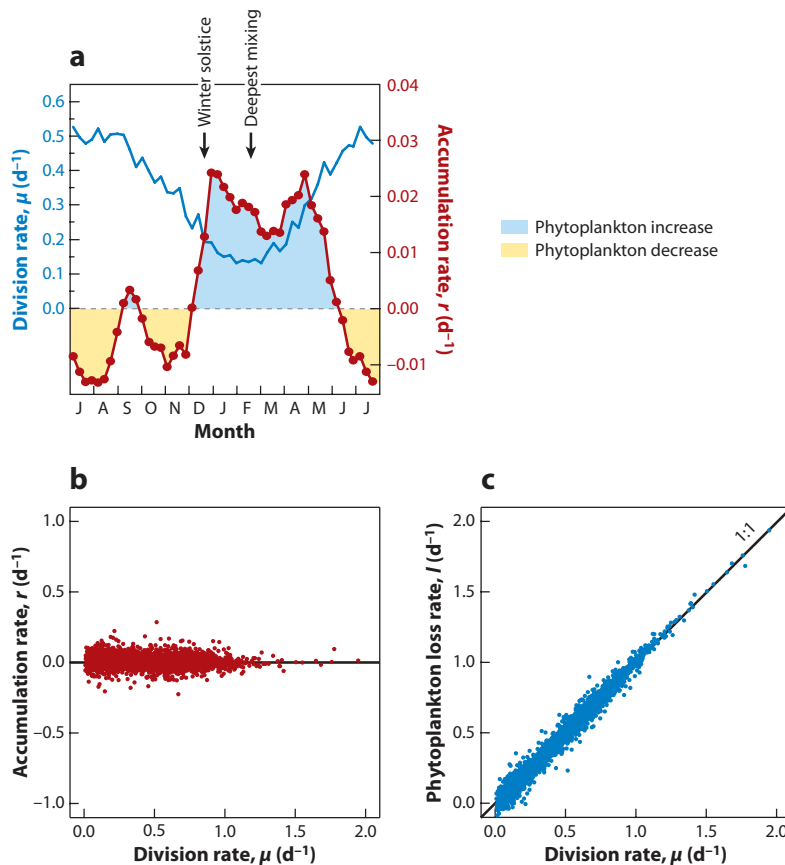 a
Winter solstice
Deepest mixing
Division rate, μ (d⁻¹)
0.6
0.5
0.4
0.3
0.2
0.1
0.0
0.04
0.03
0.02
0.01
0.00
−0.01
Accumulation rate, r (d⁻¹)
J A S O N D J F M A M J J
Month
Phytoplankton increase
Phytoplankton decrease
b
Accumulation rate, r (d⁻¹)
1.0
0.5
0.0
−0.5
−1.0
0.0 0.5 1.0 1.5 2.0
Division rate, μ (d⁻¹)
c
Phytoplankton loss rate, l (d⁻¹)
2.0
1.5
1.0
0.5
0.0
1:1
0.0 0.5 1.0 1.5 2.0
Division rate, μ (d⁻¹)